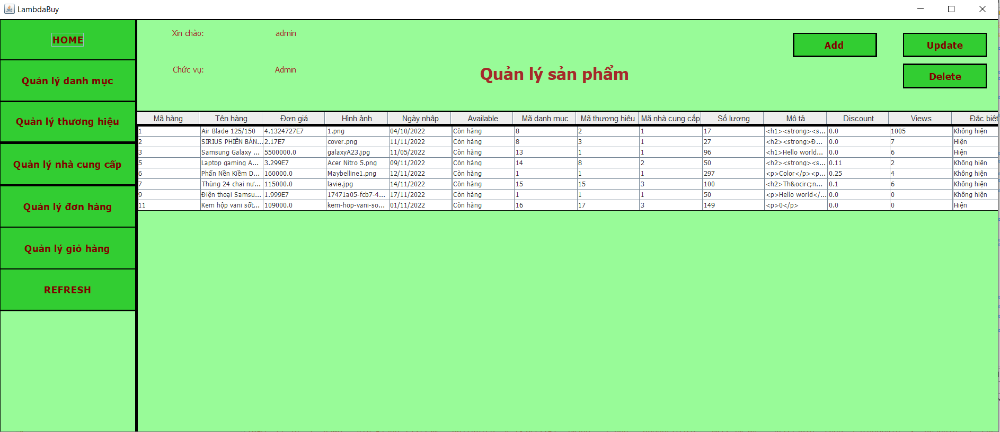 LambdaBuy
HOME
Quản lý danh mục
Quản lý thương hiệu
Quản lý nhà cung cấp
Quản lý đơn hàng
Quản lý giỏ hàng
REFRESH
Xin chào: admin
Chức vụ: Admin
Quản lý sản phẩm
Add Update
Delete
Mã hàng Tên hàng Đơn giá Hình ảnh Ngày nhập Available Mã danh mục Mã thương hiệu Mã nhà cung cấp Số lượng Mô tả Discount Views Đặc biệt
1 Air Blade 125/150 4.1324727E7 1.png 04/10/2022 Còn hàng 8 2 1 17 <h1><strong><s... 0.0 1005 Không hiện
2 SIRIUS PHIÊN BẢN... 2.17E7 cover.png 11/11/2022 Còn hàng 8 3 1 27 <h2><strong>Đ... 0.0 7 Hiện
3 Samsung Galaxy ... 5500000.0 galaxyA23.jpg 11/05/2022 Còn hàng 13 1 1 96 <h1>Hello world... 0.0 6 Hiện
5 Laptop gaming A... 3.299E7 Acer Nitro 5.png 09/11/2022 Còn hàng 14 8 2 50 <h2><strong><s... 0.11 2 Không hiện
6 Phấn Nền Kiềm D... 160000.0 Maybelline1.png 12/11/2022 Còn hàng 1 1 1 297 <p>Color</p><p... 0.25 4 Không hiện
7 Thùng 24 chai nư... 115000.0 lavie.jpg 14/11/2022 Còn hàng 15 15 3 100 <h2>Th&ocirc;n... 0.1 6 Không hiện
9 Điện thoại Samsu... 1.999E7 17471a05-fcb7-4... 17/11/2022 Còn hàng 1 1 1 50 <p>Hello world</... 0.0 0 Không hiện
11 Kem hộp vani sốt... 109000.0 kem-hop-vani-so... 01/11/2022 Còn hàng 16 17 3 149 <p>0</p> 0.0 0 Hiện